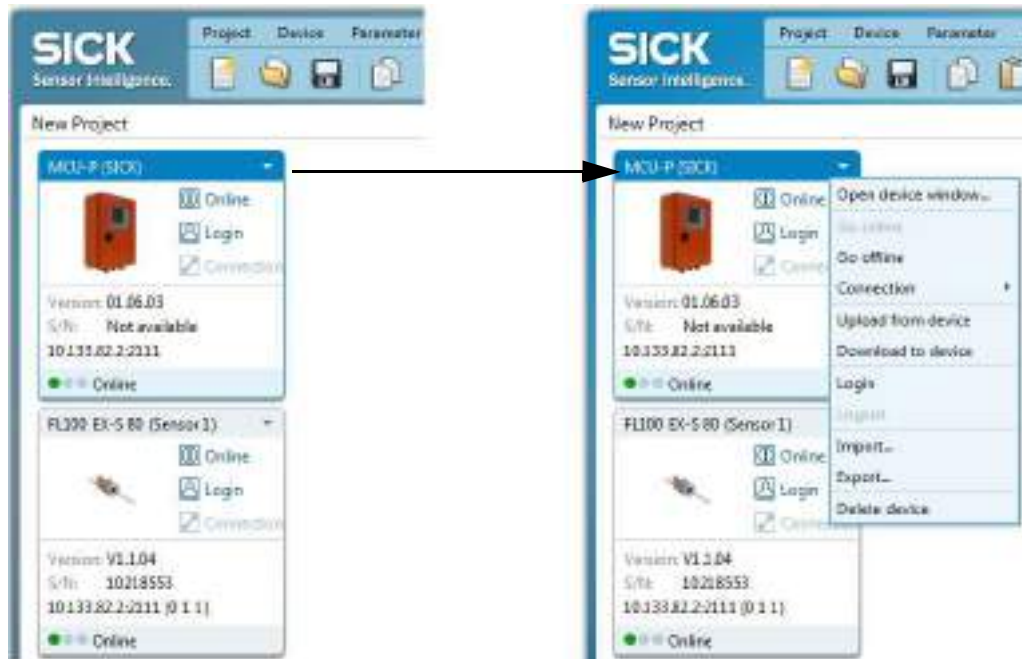 SICK
Sensor Intelligence.
Project Device Parameter
New Project
MCU-P (SICK)
Online
Login
Connection
Version: 01.06.03
S/N: Not available
10.133.82.2:2111
Online
FL100 EX-S 80 (Sensor 1)
Online
Login
Connection
Version: V1.1.04
S/N: 10218553
10.133.82.2:2111 (0 1 1)
Online
SICK
Sensor Intelligence.
Project Device Parameter
New Project
MCU-P (SICK)
Online
Login
Version: 01.06.03
S/N: Not available
10.133.82.2:2111
Online
Open device window...
Go online
Go offline
Connection
Upload from device
Download to device
Login
Logout
Import...
Export...
Delete device
FL100 EX-S 80 (Sensor 1)
Online
Login
Version: V1.1.04
S/N: 10218553
10.133.82.2:2111 (0 1 1)
Online